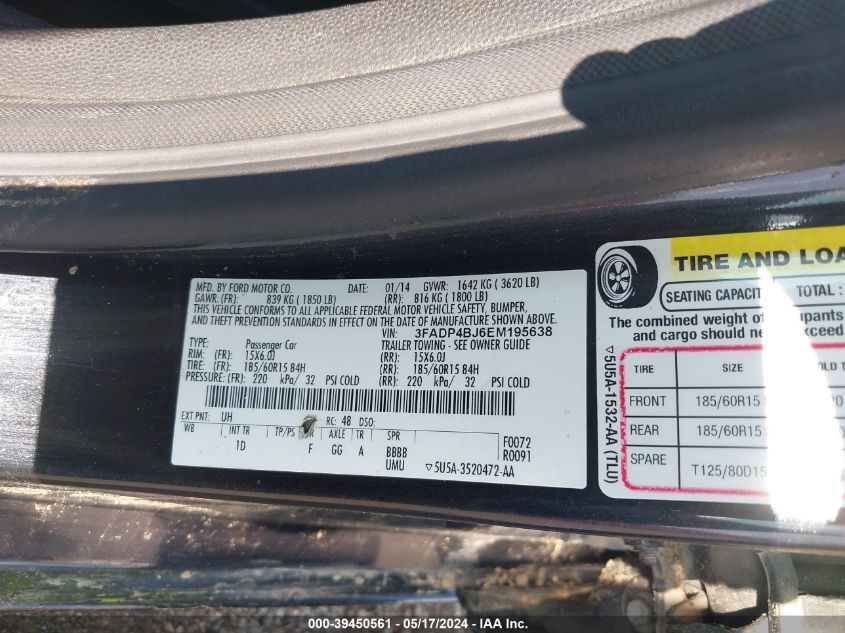 MFD. BY FORD MOTOR CO.
DATE: 01/14 GVWR: 1642 KG ( 3620 LB)
GAWR: (FR): 839 KG ( 1850 LB) (RR): 816 KG ( 1800 LB)
THIS VEHICLE CONFORMS TO ALL APPLICABLE FEDERAL MOTOR VEHICLE SAFETY, BUMPER,
AND THEFT PREVENTION STANDARDS IN EFFECT ON THE DATE OF MANUFACTURE SHOWN ABOVE.
VIN: 3FADP4BJ6EM195638
TYPE: Passenger Car TRAILER TOWING - SEE OWNER GUIDE
RIM: (FR) 15X6.0J (RR): 15X6.0J
TIRE: (FR) 185/60R15 84H (RR): 185/60R15 84H
PRESSURE: (FR) 220 kPa/ 32 PSI COLD (RR): 220 kPa/ 32 PSI COLD
EXT PNT: UH RC: 48 DSO:
WB INT TR TP/PS R AXLE TR SPR F0072
1D F GG A BBBB R0091
UMU ▽5U5A-3520472-AA
TIRE AND LOA
SEATING CAPACIT TOTAL :
The combined weight of
and cargo should never exceed
TIRE SIZE COLD T
FRONT 185/60R15
REAR 185/60R15
SPARE T125/80D15
▽5U5A-1532-AA (TLU)
000-39450561 — 05/17/2024 — IAA, Inc.